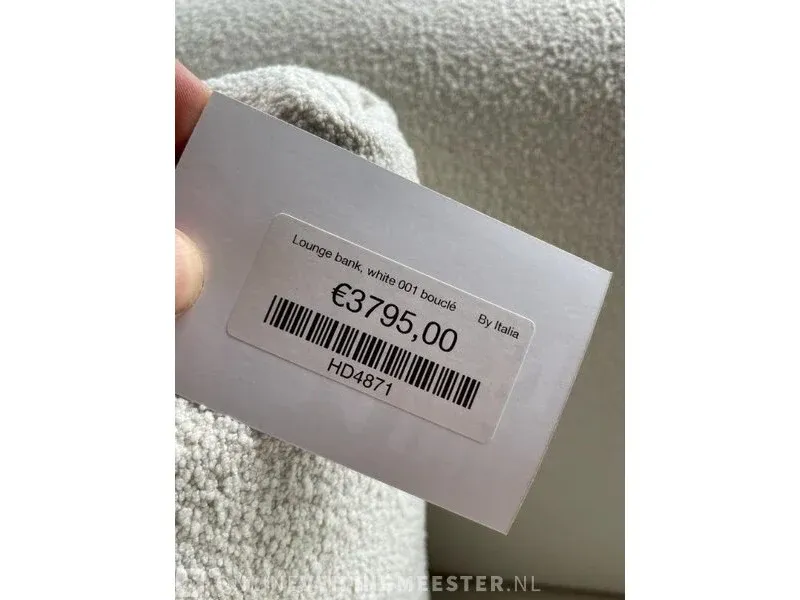 Lounge bank, white 001 bouclé
By Italia
€3795,00
HD4871
MEESTER.NL